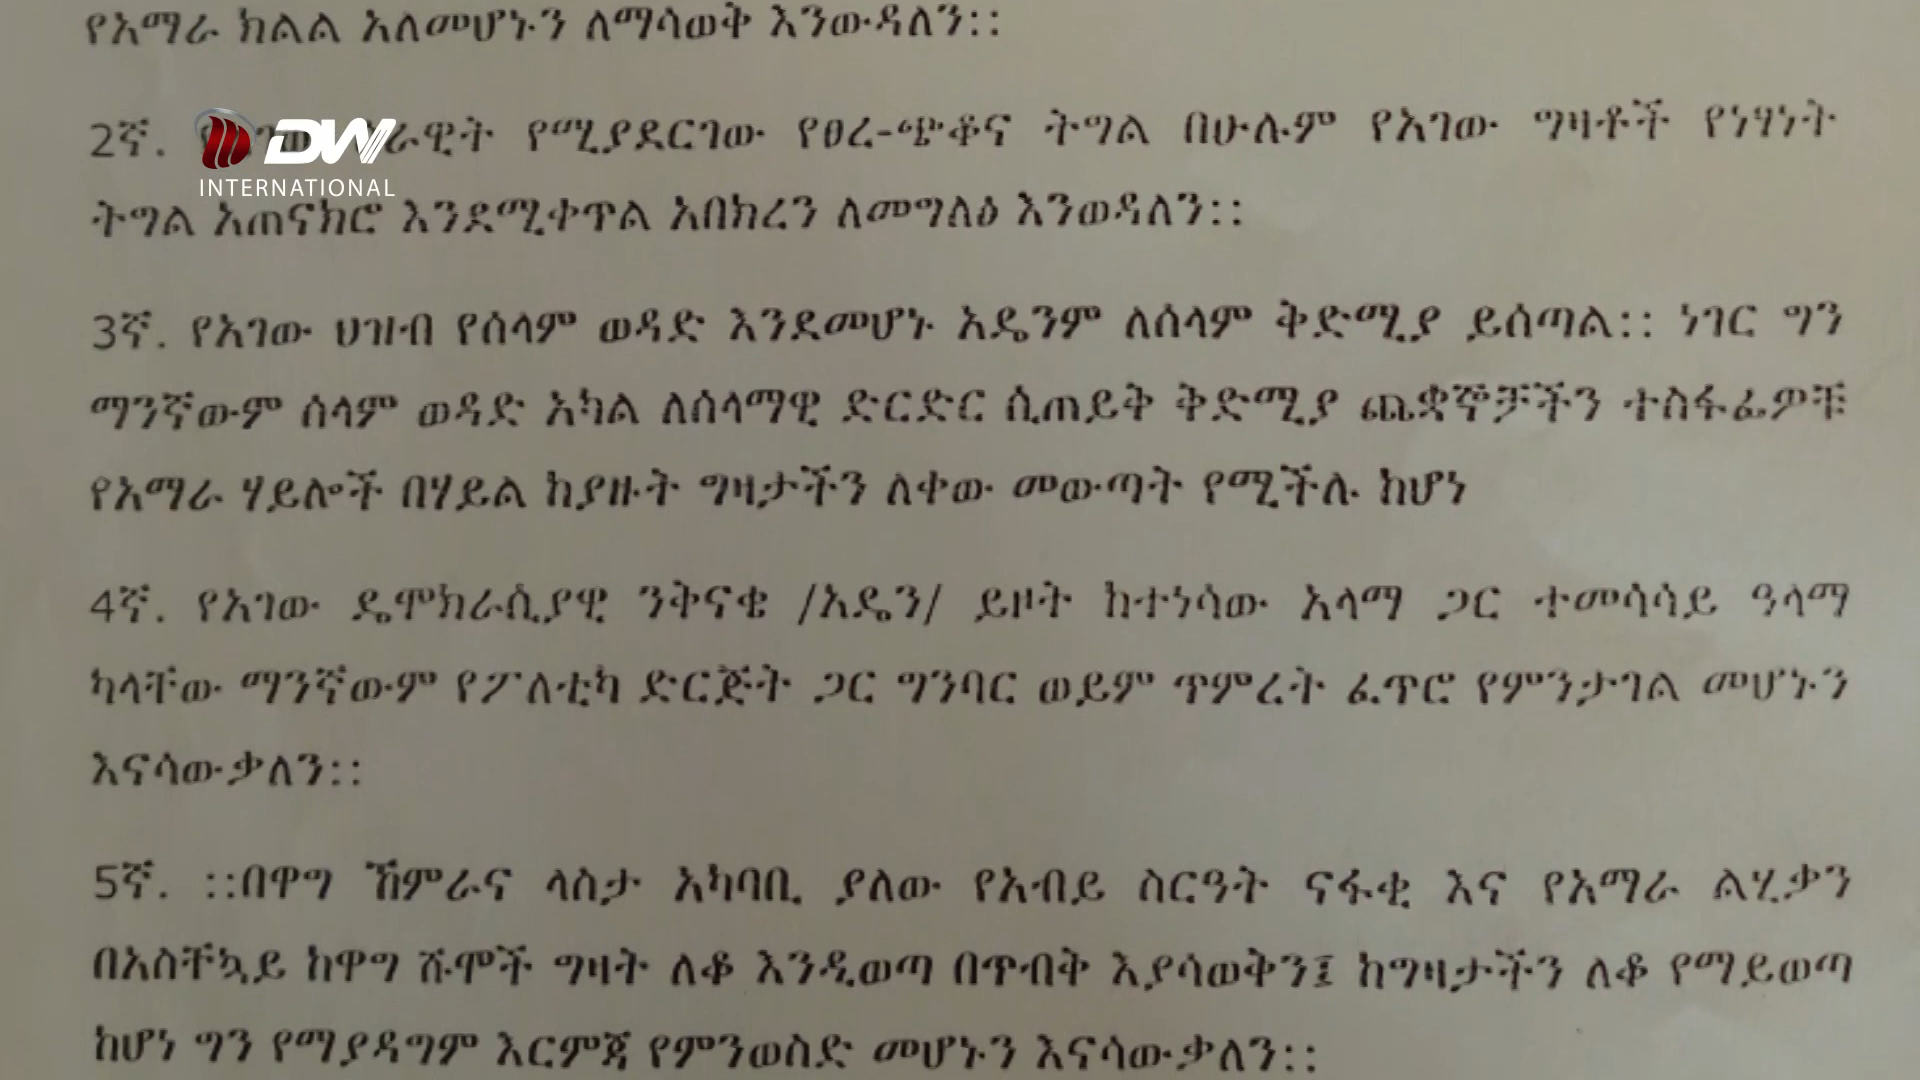 የአማራ ክልል አለመሆኑን ለማሳወቅ እንወዳለን::
2ኛ. ሰራዊት የሚያደርገው የፀረ-ጭቆና ትግል በሁሉም የአገው ግዛቶች የነፃነት
DW
INTERNATIONAL
ትግል አጠናክሮ እንደሚቀጥል አበክረን ለመግለፅ እንወዳለን::
3ኛ. የአገው ህዝብ የሰላም ወዳድ እንደመሆኑ አዴንም ለሰላም ቅድሚያ ይሰጣል:: ነገር ግን
ማንኛውም ሰላም ወዳድ አካል ለሰላማዊ ድርድር ሲጠይቅ ቅድሚያ ጨቋኞቻችን ተስፋፊዎቹ
የአማራ ሃይሎች በሃይል ከያዙት ግዛታችን ለቀው መውጣት የሚችሉ ከሆነ
4ኛ. የአገው ዴሞክራሲያዊ ንቅናቄ /አዴን/ ይዞት ከተነሳው አላማ ጋር ተመሳሳይ ዓላማ
ካላቸው ማንኛውም የፖለቲካ ድርጅት ጋር ግንባር ወይም ጥምረት ፈጥሮ የምንታገል መሆኑን
እናሳውቃለን::
5ኛ. ::በዋግ ኸምራና ላስታ አካባቢ ያለው የአብይ ስርዓት ናፋቂ እና የአማራ ልሂቃን
በአስቸኳይ ከዋግ ሹሞች ግዛት ለቆ እንዲወጣ በጥብቅ እያሳወቅን፤ ከግዛታችን ለቆ የማይወጣ
ከሆነ ግን የማያዳግም እርምጃ የምንወስድ መሆኑን እናሳውቃለን::